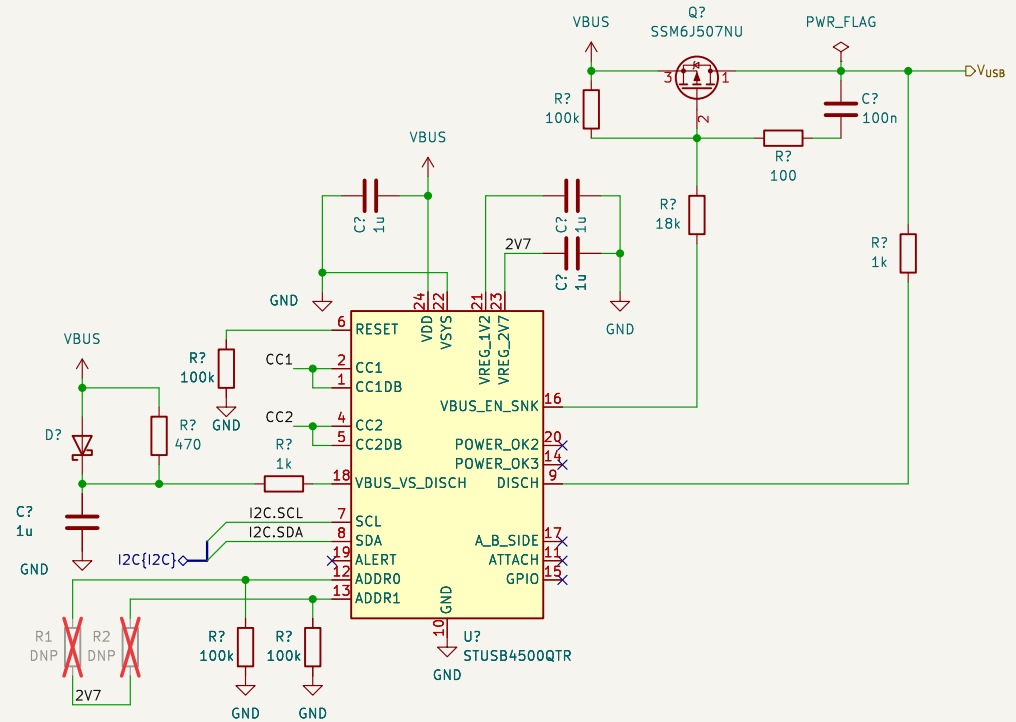 Q?
SSM6J507NU
VBUS
PWR_FLAG
3
1
2
VUSB
R?
100k
C?
100n
R?
100
VBUS
C?
1u
C?
1u
R?
18k
2V7
C?
1u
R?
1k
GND
GND
24
22
21
23
VDD
VSYS
VREG_1V2
VREG_2V7
6
RESET
VBUS
R?
100k
CC1
2
CC1
1
CC1DB
GND
CC2
4
CC2
5
CC2DB
VBUS_EN_SNK
16
POWER_OK2
20
POWER_OK3
14
D?
R?
470
R?
1k
18
VBUS_VS_DISCH
DISCH
9
C?
1u
GND
I2C.SCL
7
SCL
I2C.SDA
8
SDA
I2C{I2C}
19
ALERT
12
ADDR0
13
ADDR1
A_B_SIDE
17
ATTACH
11
GPIO
15
GND
10
U?
STUSB4500QTR
GND
R1
DNP
R2
DNP
R?
100k
R?
100k
2V7
GND
GND